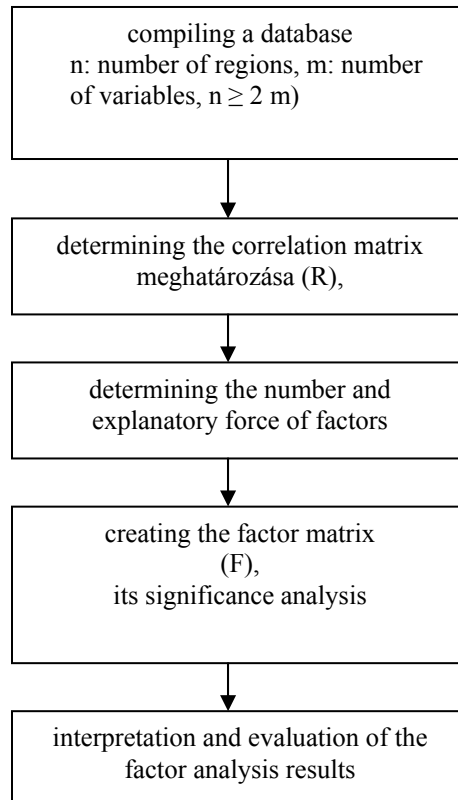 compiling a database
n: number of regions, m: number
of variables, n ≥ 2 m)
determining the correlation matrix
meghatározása (R),
determining the number and
explanatory force of factors
creating the factor matrix
(F),
its significance analysis
interpretation and evaluation of the
factor analysis results